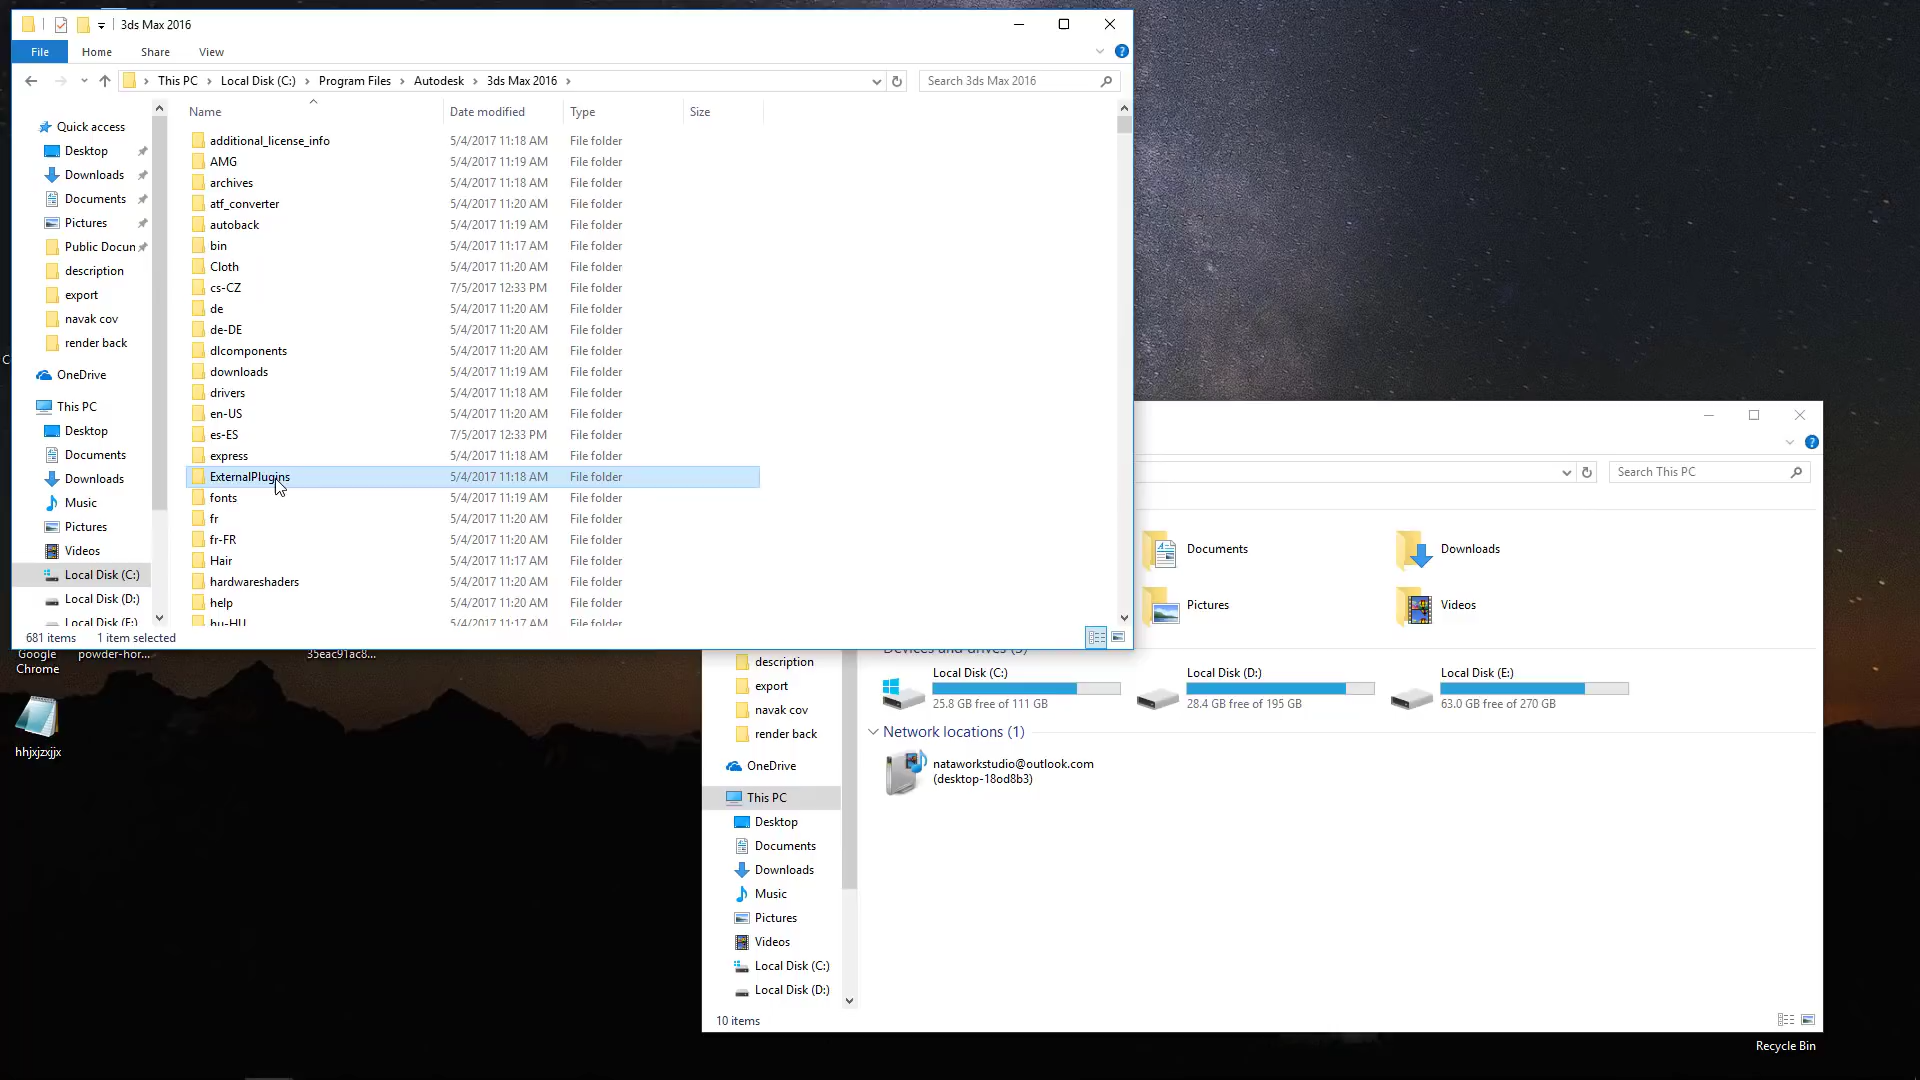 3ds Max 2016
File Home Share View
This PC Local Disk (C:) Program Files Autodesk 3ds Max 2016
Search 3ds Max 2016
Name Date modified Type Size
Quick access
Desktop
Downloads
Documents
Pictures
Public Docun
description
export
navak cov
render back
OneDrive
This PC
Desktop
Documents
Downloads
Music
Pictures
Videos
Local Disk (C:)
Local Disk (D:)
Local Disk (E:)
additional_license_info 5/4/2017 11:18 AM File folder
AMG 5/4/2017 11:19 AM File folder
archives 5/4/2017 11:18 AM File folder
atf_converter 5/4/2017 11:20 AM File folder
autoback 5/4/2017 11:19 AM File folder
bin 5/4/2017 11:17 AM File folder
Cloth 5/4/2017 11:20 AM File folder
cs-CZ 7/5/2017 12:33 PM File folder
de 5/4/2017 11:20 AM File folder
de-DE 5/4/2017 11:20 AM File folder
dlcomponents 5/4/2017 11:20 AM File folder
downloads 5/4/2017 11:19 AM File folder
drivers 5/4/2017 11:18 AM File folder
en-US 5/4/2017 11:20 AM File folder
es-ES 7/5/2017 12:33 PM File folder
express 5/4/2017 11:18 AM File folder
ExternalPlugins 5/4/2017 11:18 AM File folder
fonts 5/4/2017 11:19 AM File folder
fr 5/4/2017 11:20 AM File folder
fr-FR 5/4/2017 11:20 AM File folder
Hair 5/4/2017 11:17 AM File folder
hardwareshaders 5/4/2017 11:20 AM File folder
help 5/4/2017 11:20 AM File folder
hu-HU 5/4/2017 11:17 AM File folder
681 items 1 item selected
Google
Chrome
powder-hor...
35eac91ac8...
hhjxjzxjjx
Search This PC
Documents
Downloads
Pictures
Videos
Devices and drives (3)
Local Disk (C:)
25.8 GB free of 111 GB
Local Disk (D:)
28.4 GB free of 195 GB
Local Disk (E:)
63.0 GB free of 270 GB
Network locations (1)
nataworkstudio@outlook.com
(desktop-18od8b3)
description
export
navak cov
render back
OneDrive
This PC
Desktop
Documents
Downloads
Music
Pictures
Videos
Local Disk (C:)
Local Disk (D:)
10 items
Recycle Bin